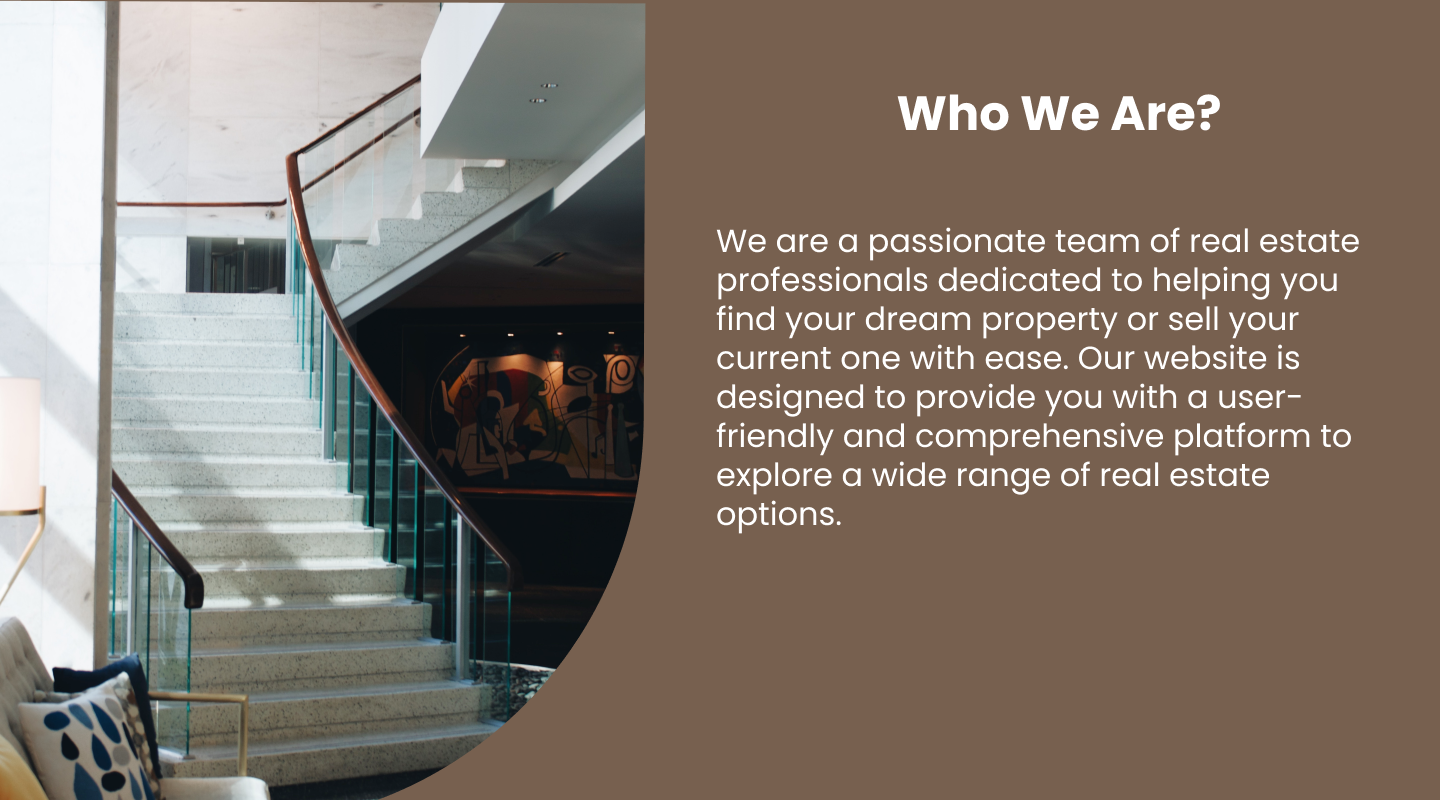 Who We Are?
We are a passionate team of real estate
professionals dedicated to helping you
find your dream property or sell your
current one with ease. Our website is
designed to provide you with a user-
friendly and comprehensive platform to
explore a wide range of real estate
options.